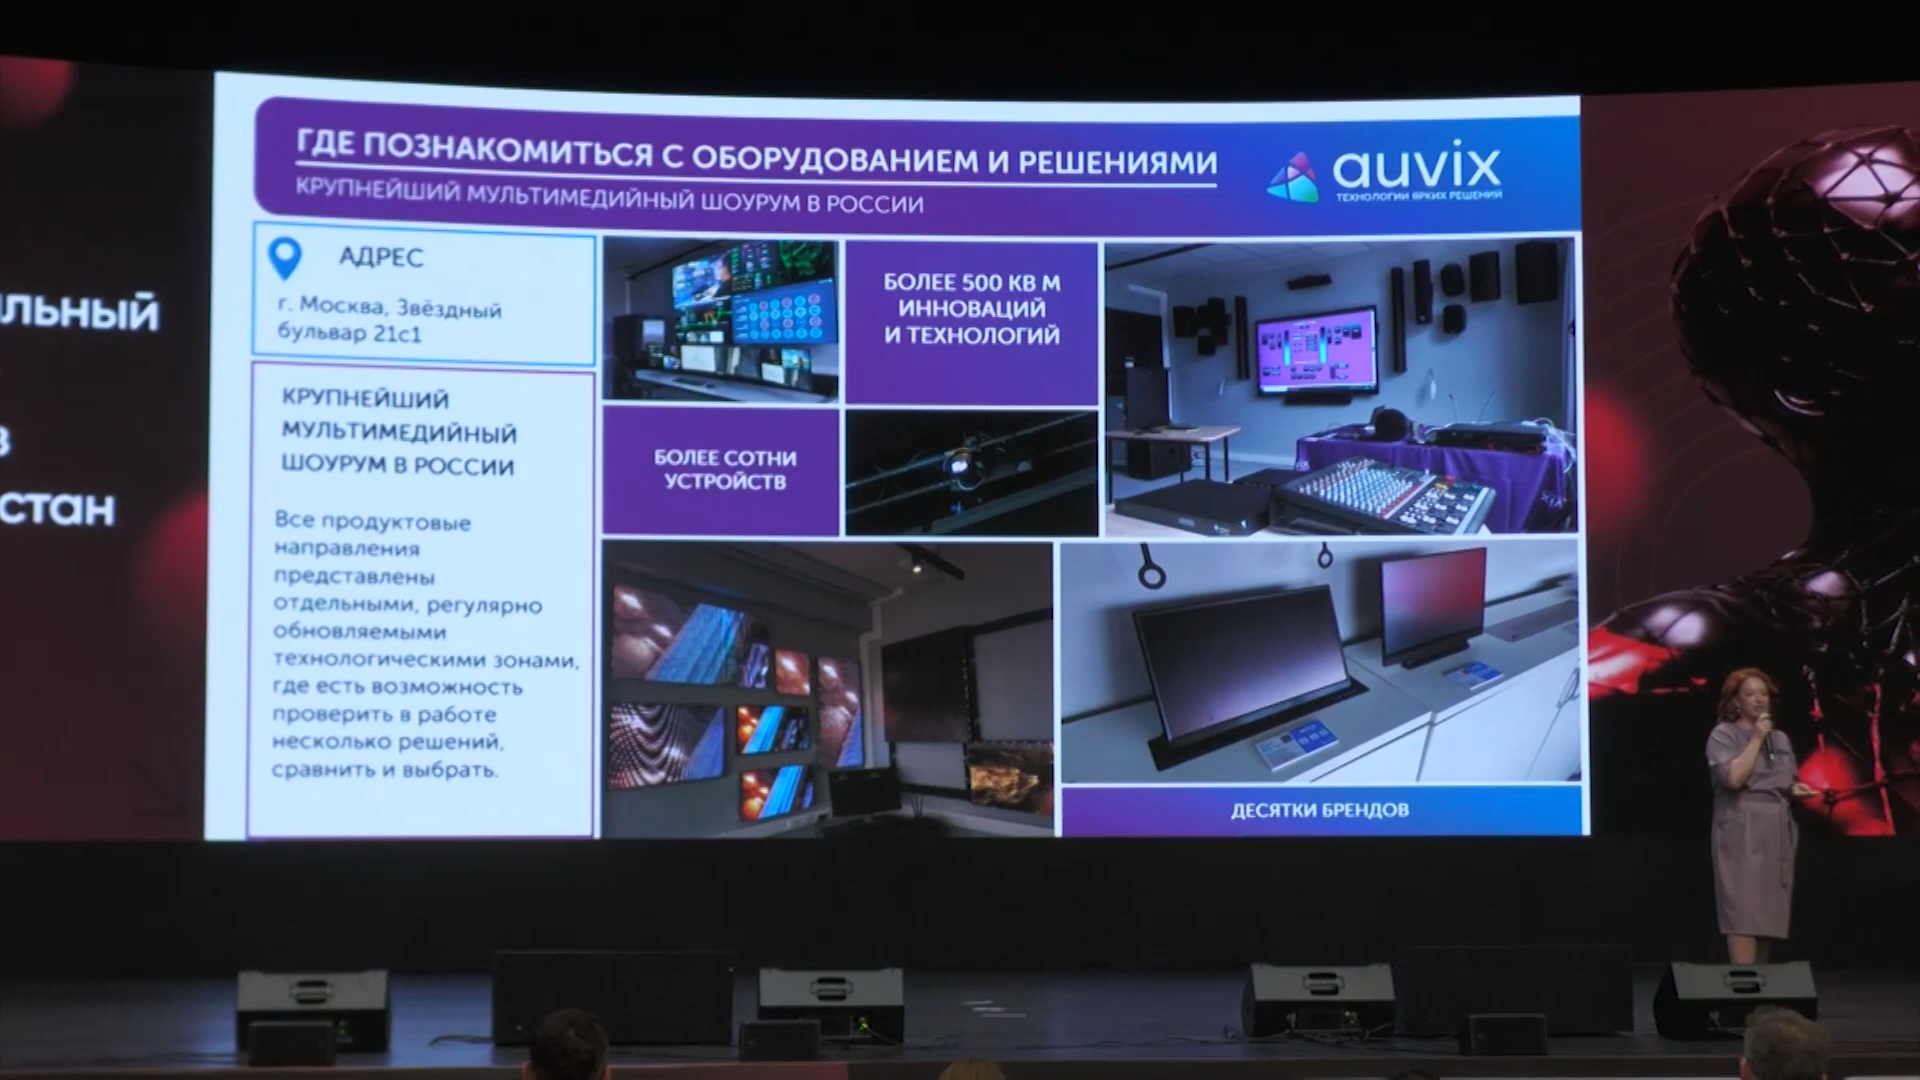 ГДЕ ПОЗНАКОМИТЬСЯ С ОБОРУДОВАНИЕМ И РЕШЕНИЯМИ
КРУПНЕЙШИЙ МУЛЬТИМЕДИЙНЫЙ ШОУРУМ В РОССИИ
auvix
ТЕХНОЛОГИИ ЯРКИХ РЕШЕНИЙ
АДРЕС
г. Москва, Звёздный
бульвар 21с1
КРУПНЕЙШИЙ
МУЛЬТИМЕДИЙНЫЙ
ШОУРУМ В РОССИИ
Все продуктовые
направления
представлены
отдельными, регулярно
обновляемыми
технологическими зонами,
где есть возможность
проверить в работе
несколько решений,
сравнить и выбрать.
БОЛЕЕ 500 КВ М
ИННОВАЦИЙ
И ТЕХНОЛОГИЙ
БОЛЕЕ СОТНИ
УСТРОЙСТВ
ДЕСЯТКИ БРЕНДОВ
льный
в
стан